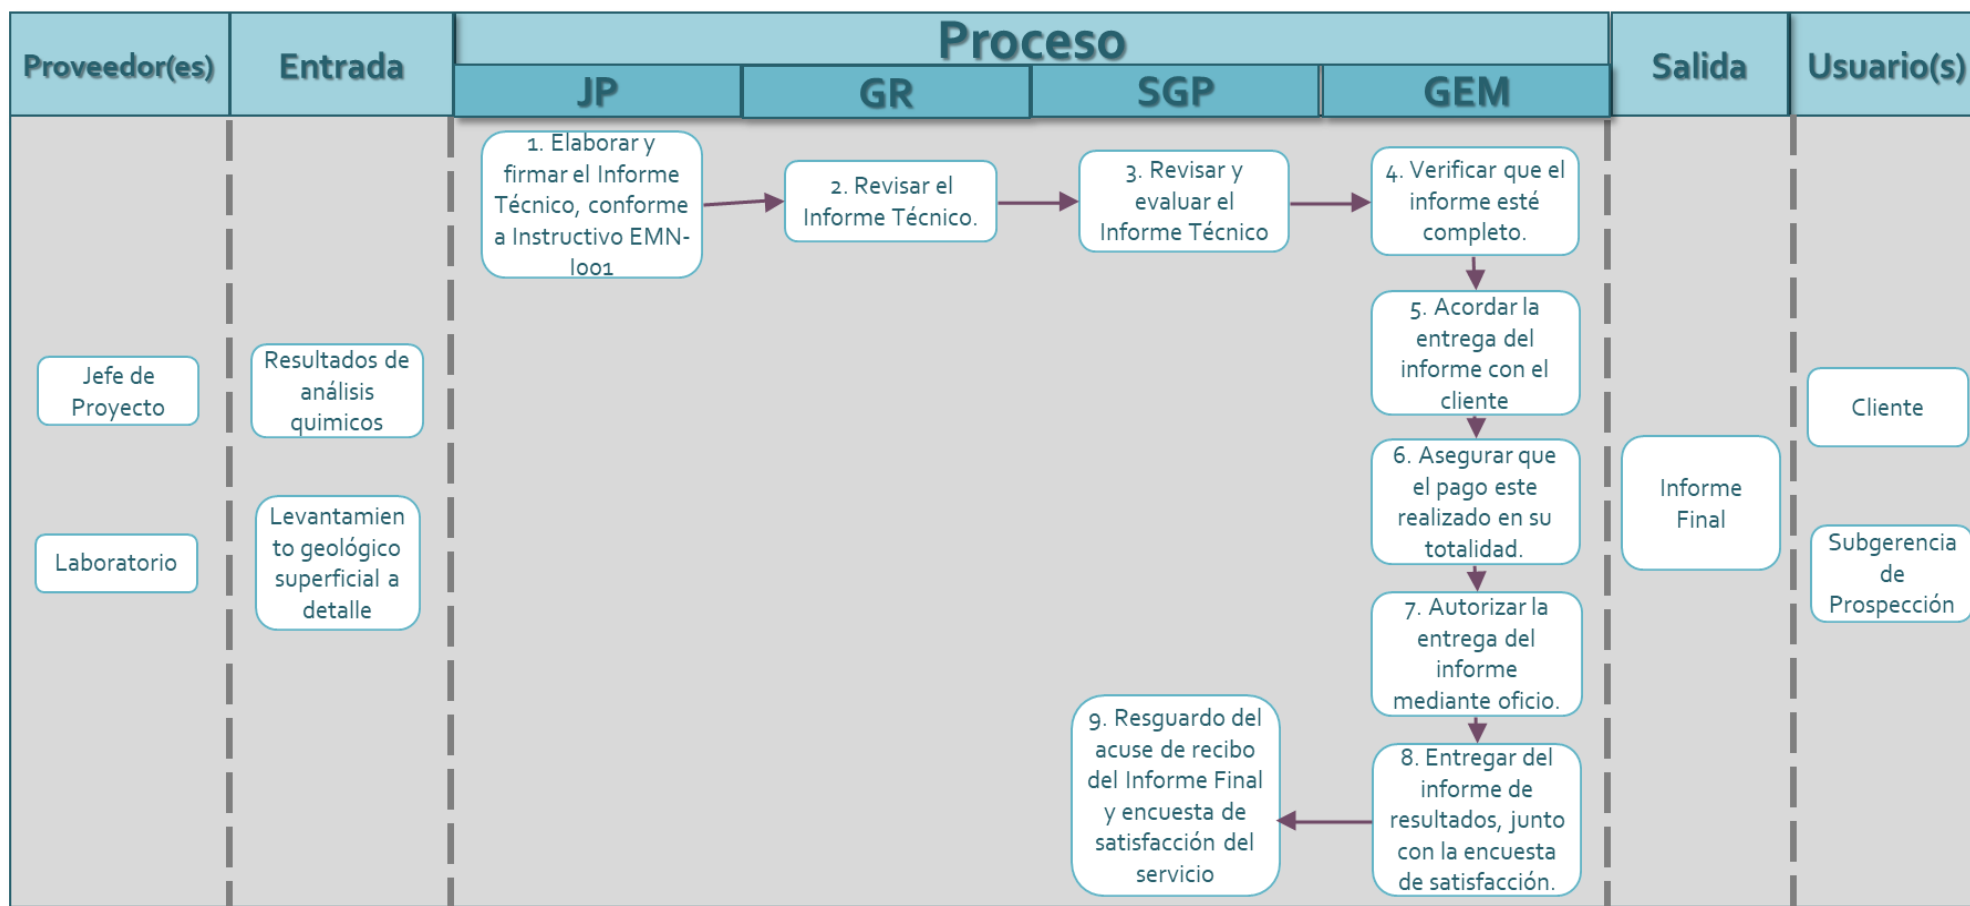 Proveedor(es)
Entrada
Proceso
JP
GR
SGP
GEM
Salida
Usuario(s)
Jefe de
Proyecto
Laboratorio
Resultados de
análisis
quimicos
Levantamien
to geológico
superficial a
detalle
1. Elaborar y
firmar el Informe
Técnico, conforme
a Instructivo EMN-
I001
2. Revisar el
Informe Técnico.
3. Revisar y
evaluar el
Informe Técnico
4. Verificar que el
informe esté
completo.
5. Acordar la
entrega del
informe con el
cliente
6. Asegurar que
el pago este
realizado en su
totalidad.
7. Autorizar la
entrega del
informe
mediante oficio.
8. Entregar del
informe de
resultados, junto
con la encuesta
de satisfacción.
9. Resguardo del
acuse de recibo
del Informe Final
y encuesta de
satisfacción del
servicio
Informe
Final
Cliente
Subgerencia
de
Prospección